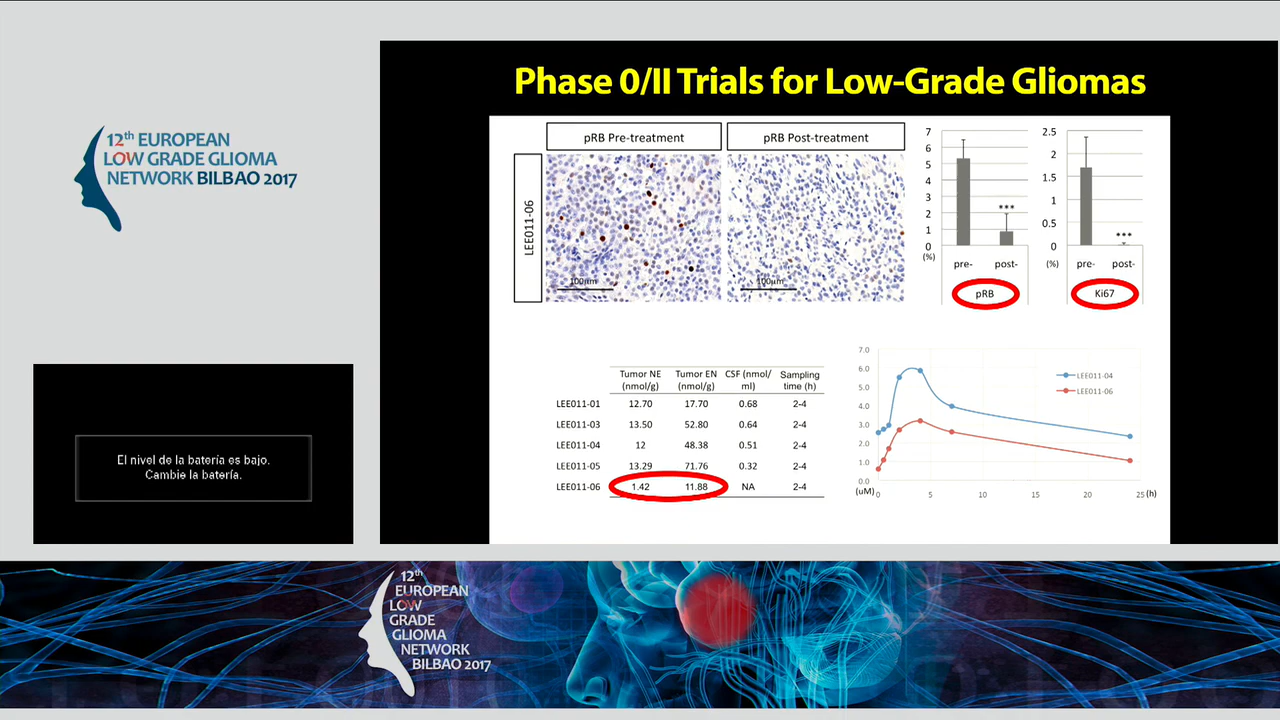 12th EUROPEAN
LOW GRADE GLIOMA
NETWORK BILBAO 2017
El nivel de la batería es bajo.
Cambie la batería.
Phase 0/II Trials for Low-Grade Gliomas
pRB Pre-treatment
pRB Post-treatment
LEE011-06
100μm
100μm
7
6
5
4
3
2
1
0
(%)
***
pre-
post-
pRB
2.5
2
1.5
1
0.5
0
(%)
***
pre-
post-
Ki67
Tumor NE (nmol/g) Tumor EN (nmol/g) CSF (nmol/ml) Sampling time (h)
LEE011-01 12.70 17.70 0.68 2-4
LEE011-03 13.50 52.80 0.64 2-4
LEE011-04 12 48.38 0.51 2-4
LEE011-05 13.29 71.76 0.32 2-4
LEE011-06 1.42 11.88 NA 2-4
7.0
6.0
5.0
4.0
3.0
2.0
1.0
0.0
(uM)
0 5 10 15 20 25 (h)
LEE011-04
LEE011-06
12th
EUROPEAN
LOW
GRADE
GLIOMA
NETWORK
BILBAO 2017